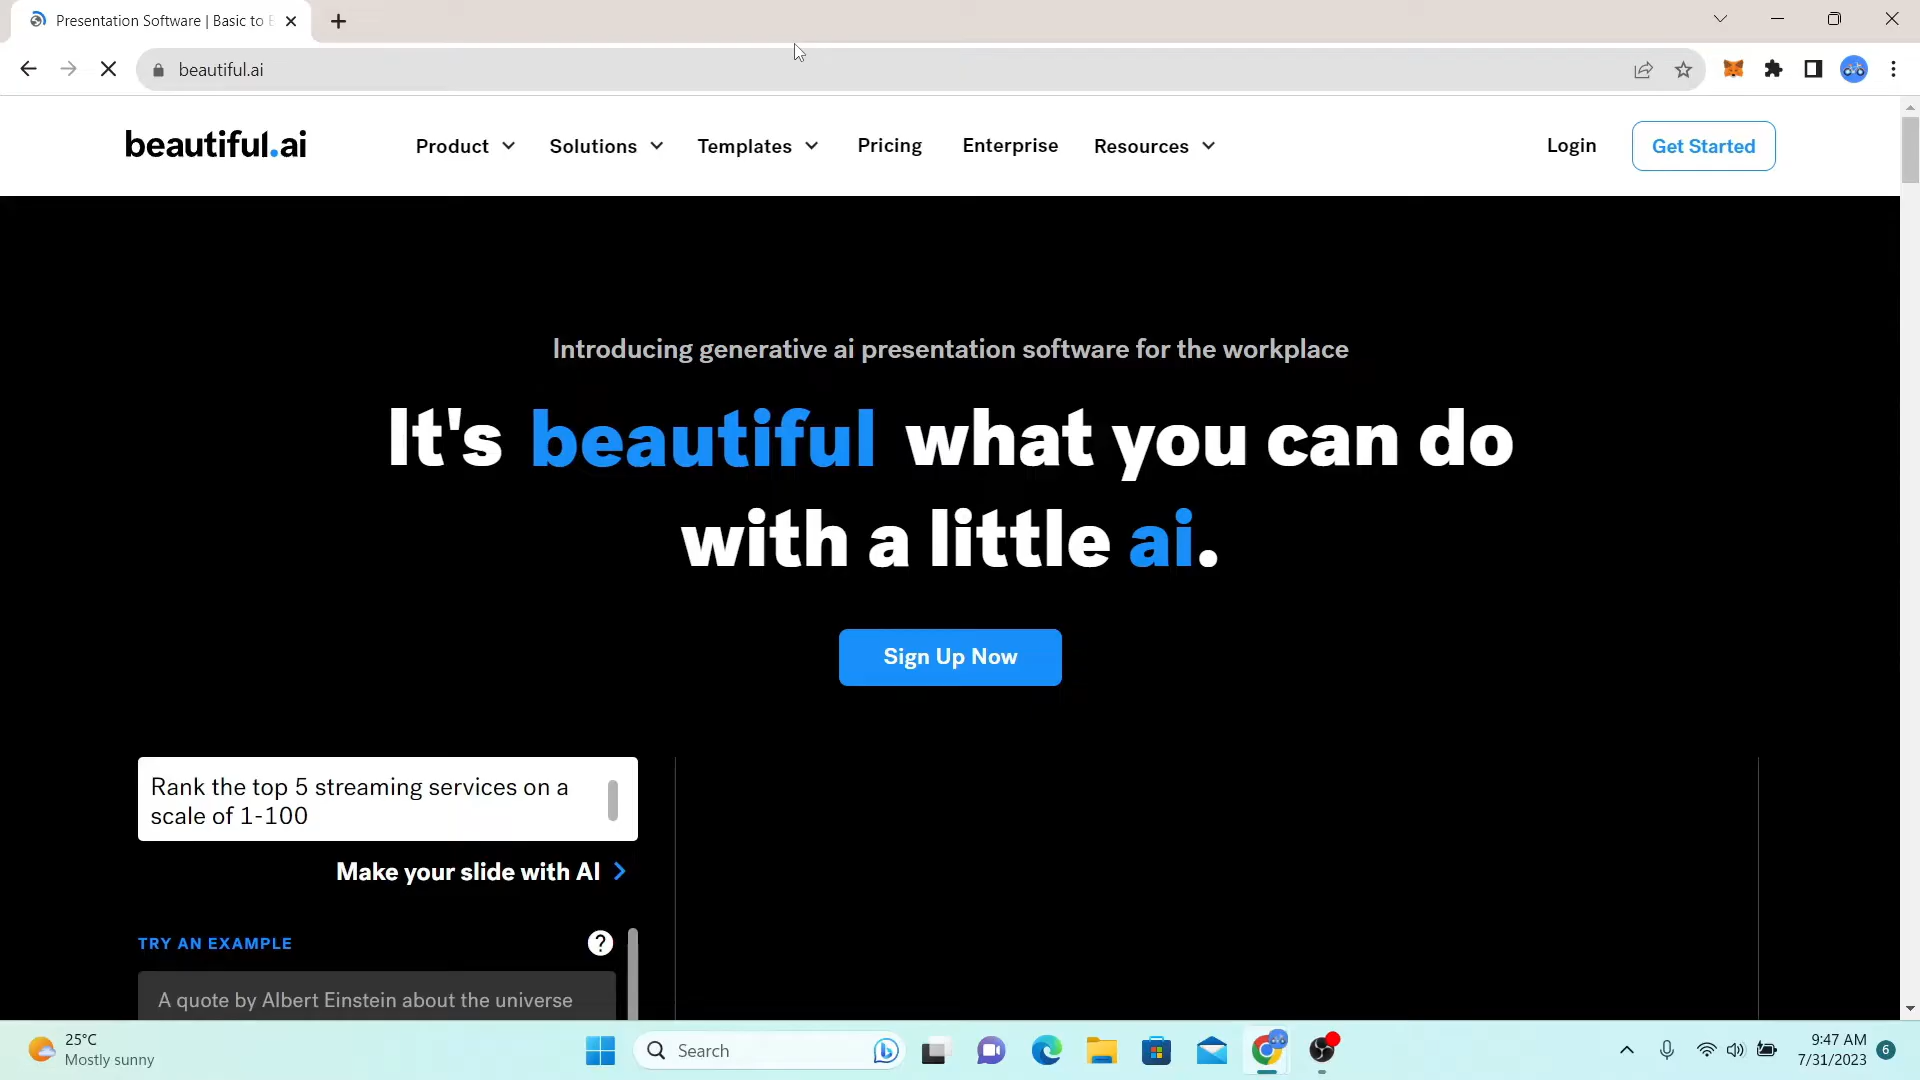 Presentation Software | Basic to
beautiful.ai
beautiful.ai
Product
Solutions
Templates
Pricing
Enterprise
Resources
Login
Get Started
Introducing generative ai presentation software for the workplace
It's beautiful what you can do
with a little ai.
Sign Up Now
Rank the top 5 streaming services on a
scale of 1-100
Make your slide with AI
TRY AN EXAMPLE
?
A quote by Albert Einstein about the universe
25°C
Mostly sunny
Search
9:47 AM
7/31/2023
6